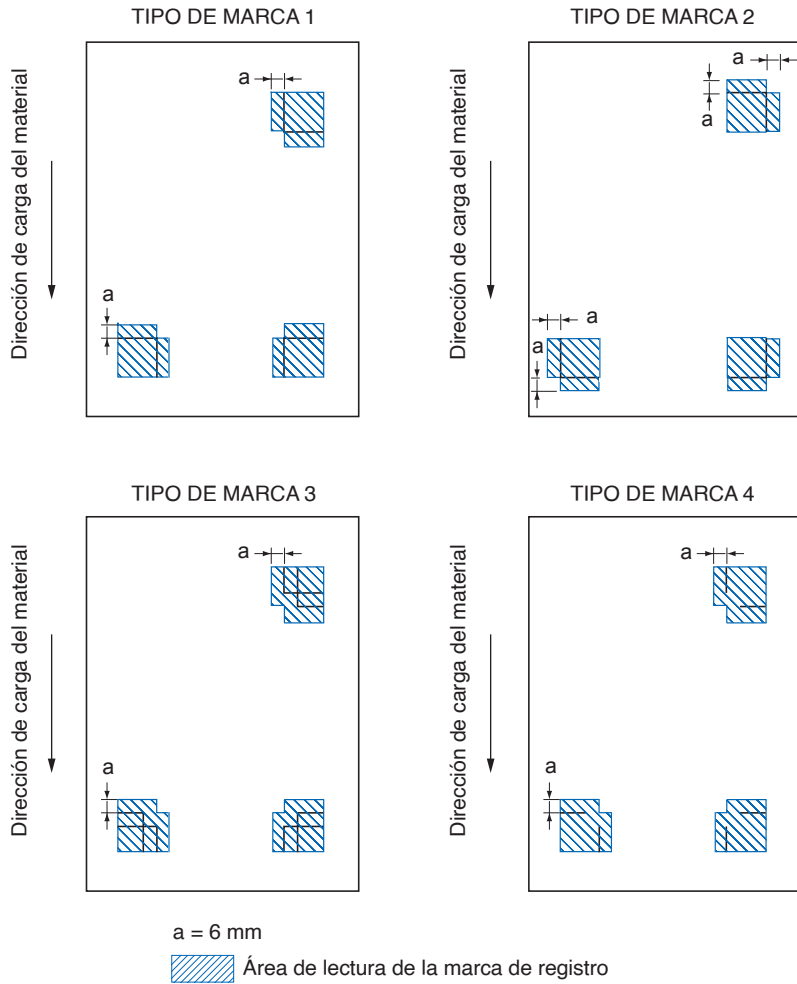 TIPO DE MARCA 1
TIPO DE MARCA 2
a
a
a
Dirección de carga del material
Dirección de carga del material
a
a
a
a
TIPO DE MARCA 3
TIPO DE MARCA 4
a
a
Dirección de carga del material
Dirección de carga del material
a
a
a = 6 mm
Área de lectura de la marca de registro